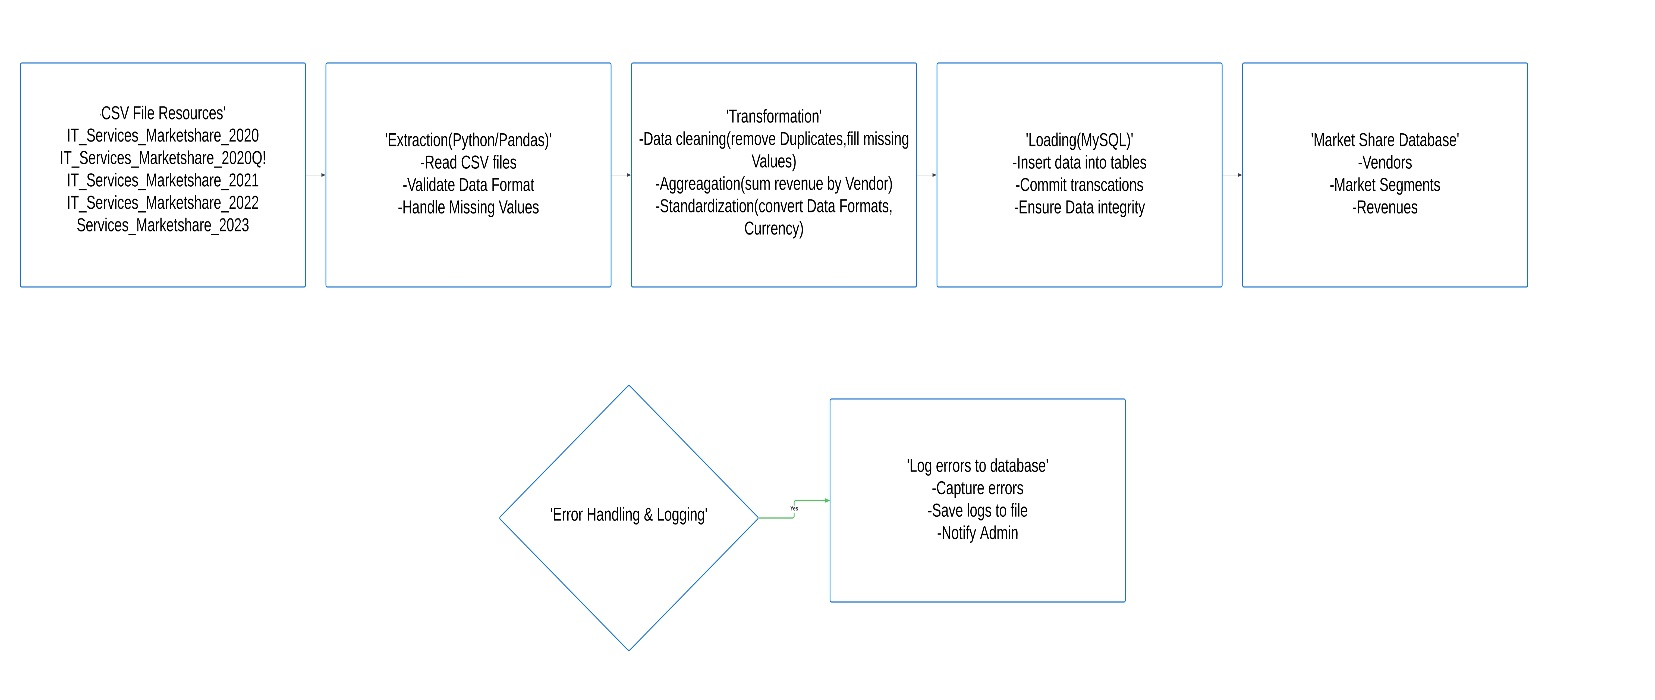 CSV File Resources'
IT_Services_Marketshare_2020
IT_Services_Marketshare_2020Q!
IT_Services_Marketshare_2021
IT_Services_Marketshare_2022
Services_Marketshare_2023
'Extraction(Python/Pandas)'
-Read CSV files
-Validate Data Format
-Handle Missing Values
'Transformation'
-Data cleaning(remove Duplicates,fill missing
Values)
-Aggreagation(sum revenue by Vendor)
-Standardization(convert Data Formats,
Currency)
'Loading(MySQL)'
-Insert data into tables
-Commit transcations
-Ensure Data integrity
'Market Share Database'
-Vendors
-Market Segments
-Revenues
'Error Handling & Logging'
Yes
'Log errors to database'
-Capture errors
-Save logs to file
-Notify Admin